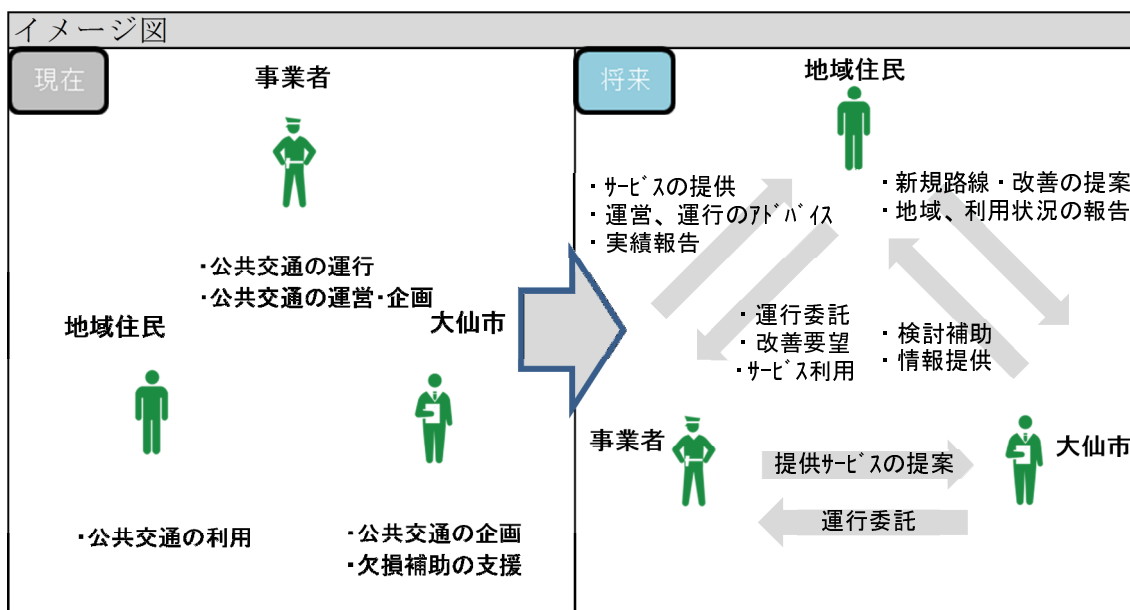 イメージ図
現在
事業者
・公共交通の運行
・公共交通の運営・企画
地域住民
大仙市
・公共交通の利用
・公共交通の企画
・欠損補助の支援
将来
地域住民
・ｻｰﾋﾞｽの提供
・運営、運行のｱﾄﾞﾊﾞｲｽ
・実績報告
・新規路線・改善の提案
・地域、利用状況の報告
・運行委託
・改善要望
・ｻｰﾋﾞｽ利用
・検討補助
・情報提供
事業者
大仙市
提供ｻｰﾋﾞｽの提案
運行委託